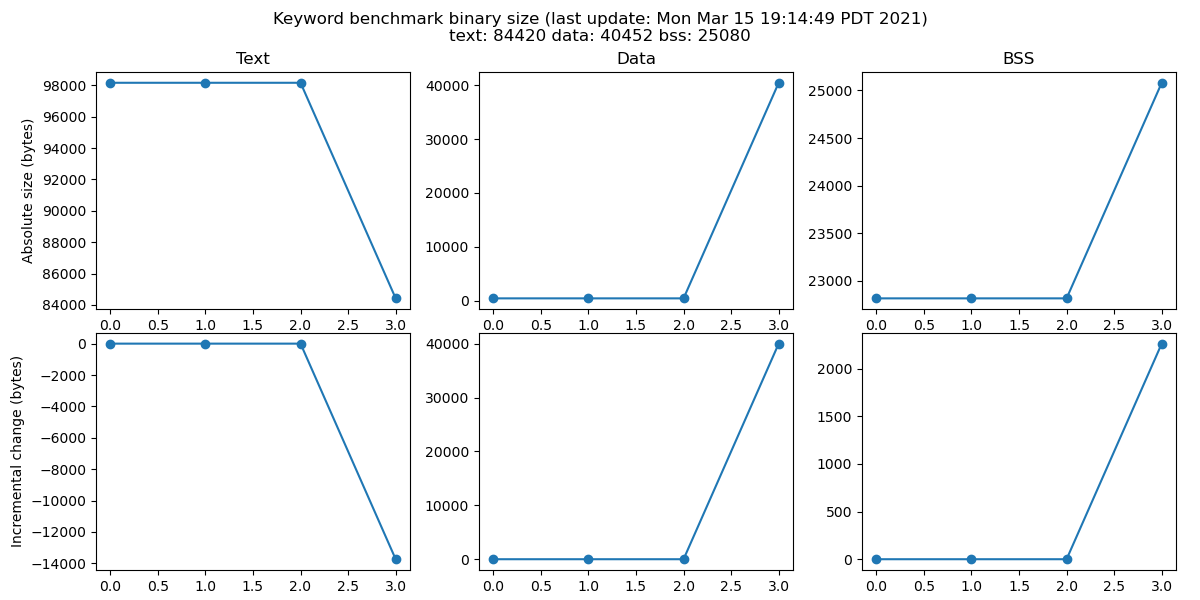 Keyword benchmark binary size (last update: Mon Mar 15 19:14:49 PDT 2021)
text: 84420 data: 40452 bss: 25080
Text
Data
BSS
Absolute size (bytes)
98000
96000
94000
92000
90000
88000
86000
84000
0.0 0.5 1.0 1.5 2.0 2.5 3.0
40000
30000
20000
10000
0
0.0 0.5 1.0 1.5 2.0 2.5 3.0
25000
24500
24000
23500
23000
0.0 0.5 1.0 1.5 2.0 2.5 3.0
Incremental change (bytes)
0
−2000
−4000
−6000
−8000
−10000
−12000
−14000
0.0 0.5 1.0 1.5 2.0 2.5 3.0
40000
30000
20000
10000
0
0.0 0.5 1.0 1.5 2.0 2.5 3.0
2000
1500
1000
500
0
0.0 0.5 1.0 1.5 2.0 2.5 3.0